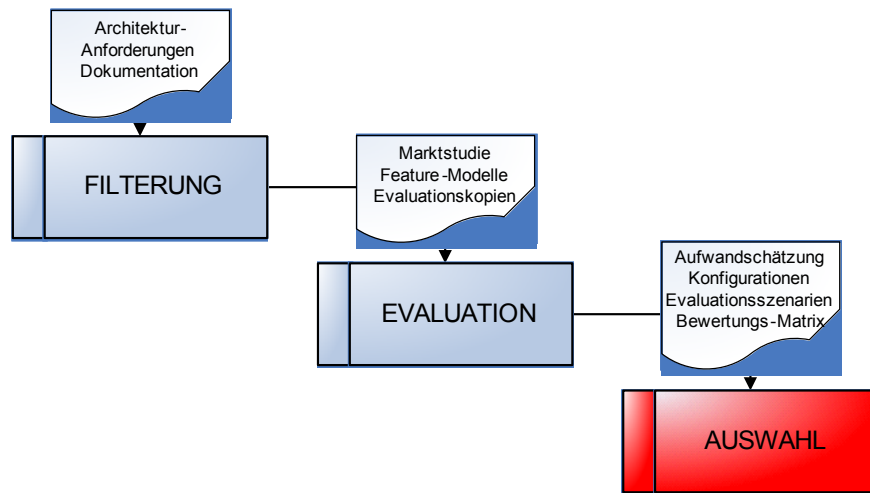 Architektur-
Anforderungen
Dokumentation
FILTERUNG
Marktstudie
Feature-Modelle
Evaluationskopien
EVALUATION
Aufwandschätzung
Konfigurationen
Evaluationsszenarien
Bewertungs-Matrix
AUSWAHL